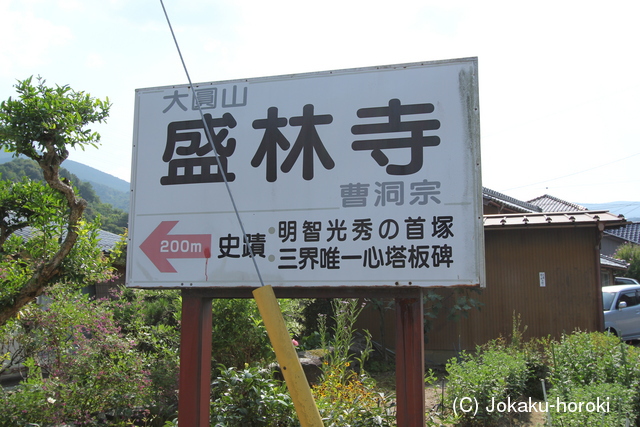 大圓山
盛林寺
曹洞宗
200m
史蹟・明智光秀の首塚
・三界唯一心塔板碑
(C) Jokaku-horoki